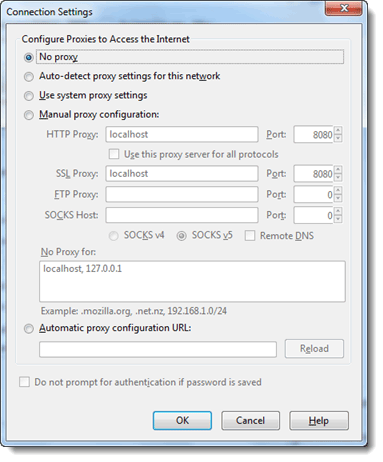 Connection Settings
Configure Proxies to Access the Internet
No proxy
Auto-detect proxy settings for this network
Use system proxy settings
Manual proxy configuration:
HTTP Proxy: localhost Port: 8080
Use this proxy server for all protocols
SSL Proxy: localhost Port: 8080
FTP Proxy: Port: 0
SOCKS Host: Port: 0
SOCKS v4 SOCKS v5 Remote DNS
No Proxy for:
localhost, 127.0.0.1
Example: .mozilla.org, .net.nz, 192.168.1.0/24
Automatic proxy configuration URL:
Reload
Do not prompt for authentication if password is saved
OK Cancel Help